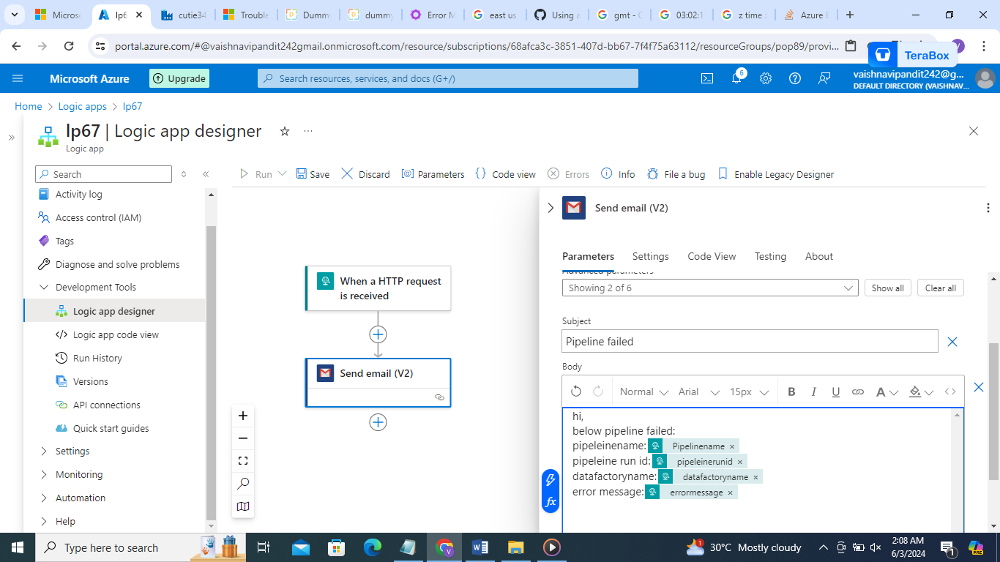 Microso
lp6
cutie34
Trouble
Dummy
dummy
Error M
east us
Using a
gmt - G
03:02:1
z time
Azure E
portal.azure.com/#@vaishnavipandit242gmail.onmicrosoft.com/resource/subscriptions/68afca3c-3851-407d-bb67-7f4f75a63112/resourceGroups/pop89/provi...
TeraBox
Microsoft Azure
Upgrade
Search resources, services, and docs (G+/)
6
vaishnavipandit242@g...
DEFAULT DIRECTORY (VAISHNAV...
Home > Logic apps > lp67
lp67 | Logic app designer
Logic app
Search
Run
Save
Discard
Parameters
Code view
Errors
Info
File a bug
Enable Legacy Designer
Activity log
Access control (IAM)
Tags
Diagnose and solve problems
Development Tools
Logic app designer
Logic app code view
Run History
Versions
API connections
Quick start guides
Settings
Monitoring
Automation
Help
When a HTTP request
is received
Send email (V2)
Send email (V2)
Parameters Settings Code View Testing About
Advanced parameters
Showing 2 of 6
Show all
Clear all
Subject
Pipeline failed
Body
Normal
Arial
15px
B I U A
hi,
below pipeline failed:
pipeleinename: Pipelinename ×
pipeleine run id: pipeleinerunid ×
datafactoryname: datafactoryname ×
error message: errormessage ×
fx
Type here to search
1
30°C Mostly cloudy
2:08 AM
6/3/2024
1
PRE